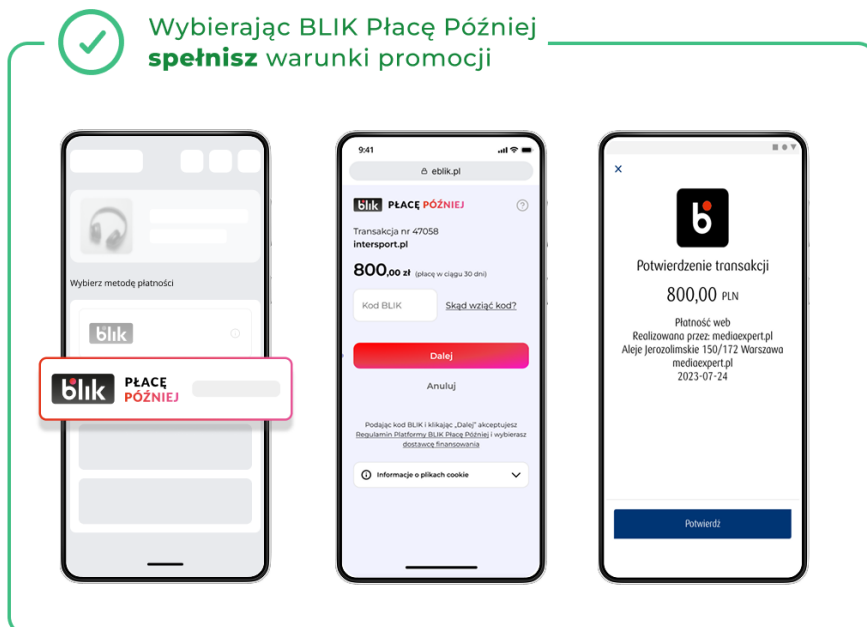 Wybierając BLIK Płacę Później
spełnisz warunki promocji
Wybierz metodę płatności
blik
blik PŁACĘ
PÓŹNIEJ
9:41
eblik.pl
blik PŁACĘ PÓŹNIEJ
Transakcja nr 47058
intersport.pl
800,00 zł (płacę w ciągu 30 dni)
Kod BLIK Skąd wziąć kod?
Dalej
Anuluj
Podając kod BLIK i klikając „Dalej” akceptujesz
Regulamin Platformy BLIK Płacę Później i wybierasz
dostawcę finansowania
Informacje o plikach cookie
b
Potwierdzenie transakcji
800,00 PLN
Płatność web
Realizowana przez: mediaexpert.pl
Aleje Jerozolimskie 150/172 Warszawa
mediaexpert.pl
2023-07-24
Potwierdź